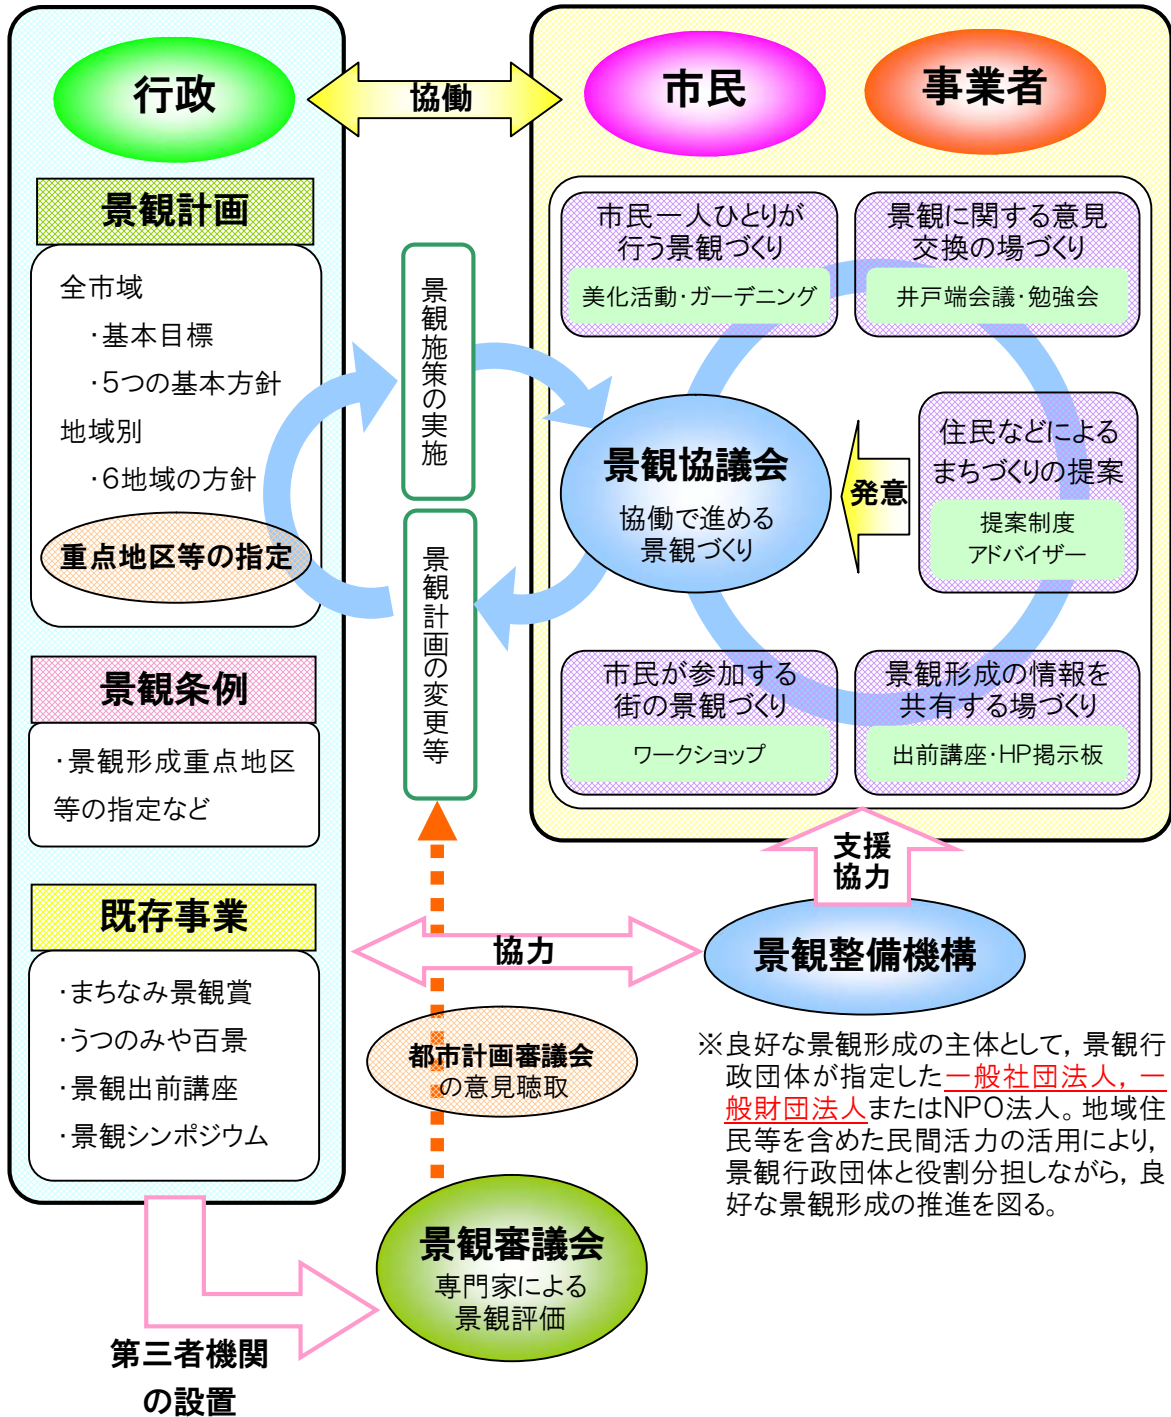 行政
協働
市民
事業者
景観計画
全市域
・基本目標
・5つの基本方針
地域別
・6地域の方針
重点地区等の指定
景観条例
・景観形成重点地区
等の指定など
既存事業
・まちなみ景観賞
・うつのみや百景
・景観出前講座
・景観シンポジウム
景観施策の実施
景観計画の変更等
市民一人ひとりが
行う景観づくり
美化活動・ガーデニング
景観に関する意見
交換の場づくり
井戸端会議・勉強会
景観協議会
協働で進める
景観づくり
発意
住民などによる
まちづくりの提案
提案制度
アドバイザー
市民が参加する
街の景観づくり
ワークショップ
景観形成の情報を
共有する場づくり
出前講座・HP掲示板
支援
協力
協力
景観整備機構
都市計画審議会
の意見聴取
※良好な景観形成の主体として，景観行
政団体が指定した一般社団法人，一
般財団法人またはNPO法人。地域住
民等を含めた民間活力の活用により，
景観行政団体と役割分担しながら，良
好な景観形成の推進を図る。
景観審議会
専門家による
景観評価
第三者機関
の設置